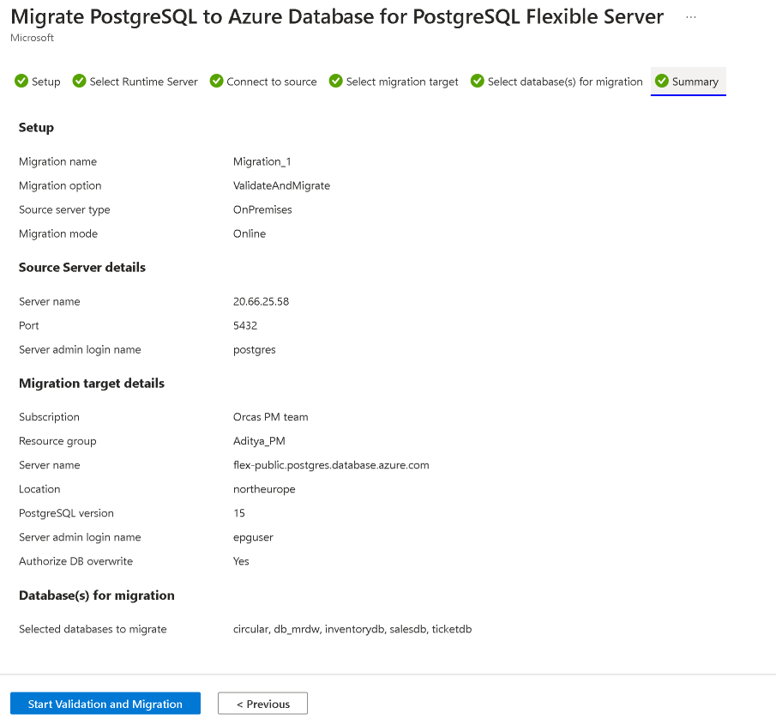 Migrate PostgreSQL to Azure Database for PostgreSQL Flexible Server ...
Microsoft
Setup Select Runtime Server Connect to source Select migration target Select database(s) for migration Summary
Setup
Migration name Migration_1
Migration option ValidateAndMigrate
Source server type OnPremises
Migration mode Online
Source Server details
Server name 20.66.25.58
Port 5432
Server admin login name postgres
Migration target details
Subscription Orcas PM team
Resource group Aditya_PM
Server name flex-public.postgres.database.azure.com
Location northeurope
PostgreSQL version 15
Server admin login name epguser
Authorize DB overwrite Yes
Database(s) for migration
Selected databases to migrate circular, db_mrdw, inventorydb, salesdb, ticketdb
Start Validation and Migration < Previous